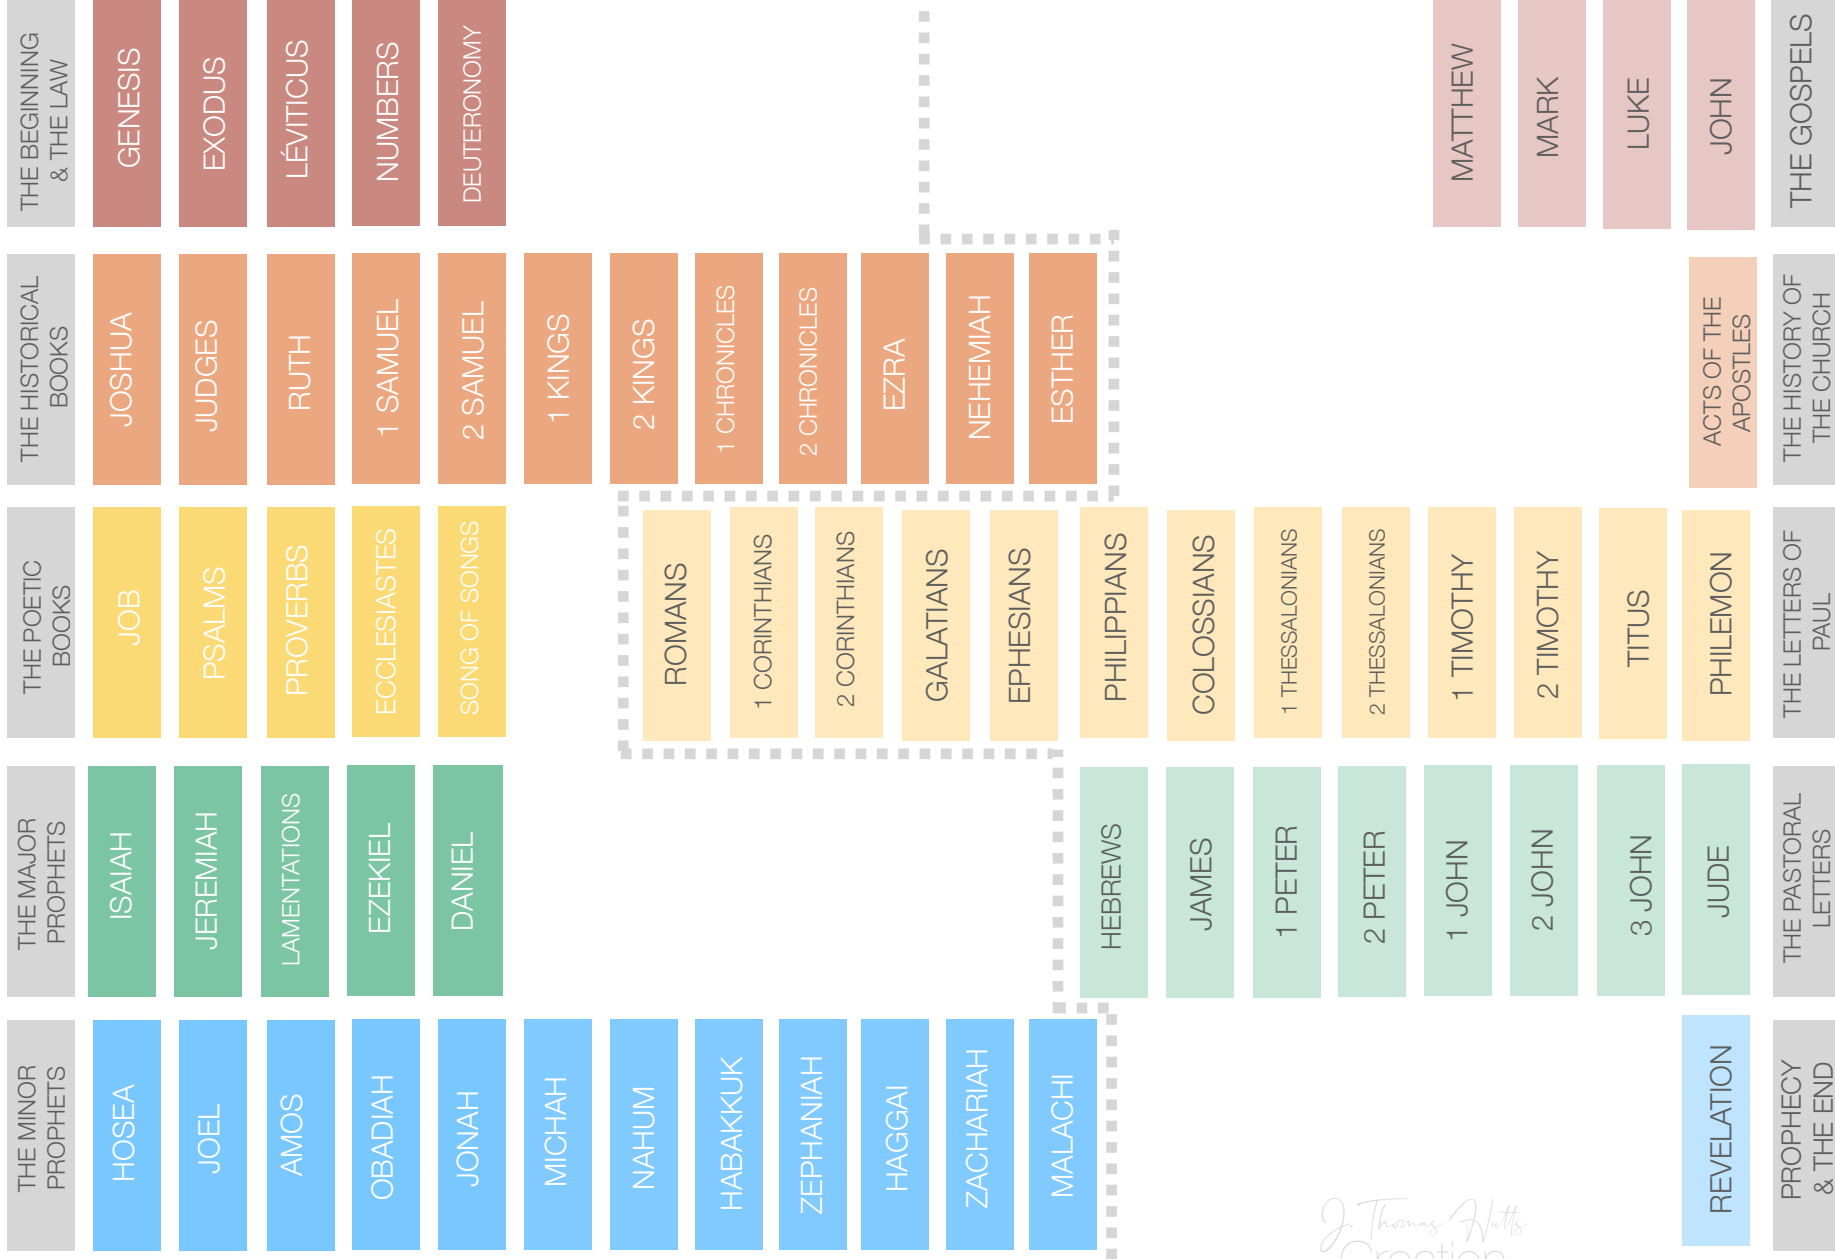 THE BEGINNING
& THE LAW
GENESIS
EXODUS
LÉVITICUS
NUMBERS
DEUTERONOMY
MATTHEW
MARK
LUKE
JOHN
THE GOSPELS
THE HISTORICAL
BOOKS
JOSHUA
JUDGES
RUTH
1 SAMUEL
2 SAMUEL
1 KINGS
2 KINGS
1 CHRONICLES
2 CHRONICLES
EZRA
NEHEMIAH
ESTHER
ACTS OF THE
APOSTLES
THE HISTORY OF
THE CHURCH
THE POETIC
BOOKS
JOB
PSALMS
PROVERBS
ECCLESIASTES
SONG OF SONGS
ROMANS
1 CORINTHIANS
2 CORINTHIANS
GALATIANS
EPHESIANS
PHILIPPIANS
COLOSSIANS
1 THESSALONIANS
2 THESSALONIANS
1 TIMOTHY
2 TIMOTHY
TITUS
PHILEMON
THE LETTERS OF
PAUL
THE MAJOR
PROPHETS
ISAIAH
JEREMIAH
LAMENTATIONS
EZEKIEL
DANIEL
HEBREWS
JAMES
1 PETER
2 PETER
1 JOHN
2 JOHN
3 JOHN
JUDE
THE PASTORAL
LETTERS
THE MINOR
PROPHETS
HOSEA
JOEL
AMOS
OBADIAH
JONAH
MICHAH
NAHUM
HABAKKUK
ZEPHANIAH
HAGGAI
ZACHARIAH
MALACHI
REVELATION
PROPHECY
& THE END
J. Thomas Hutts
Creation